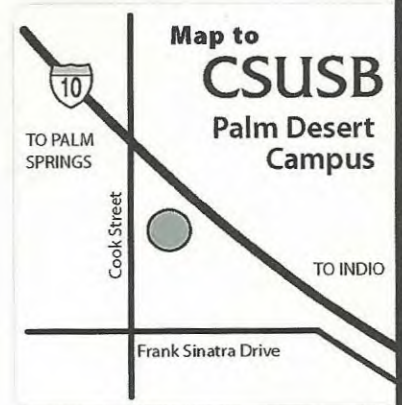 Map to
CSUSB
Palm Desert
Campus
10
TO PALM
SPRINGS
Cook Street
TO INDIO
Frank Sinatra Drive